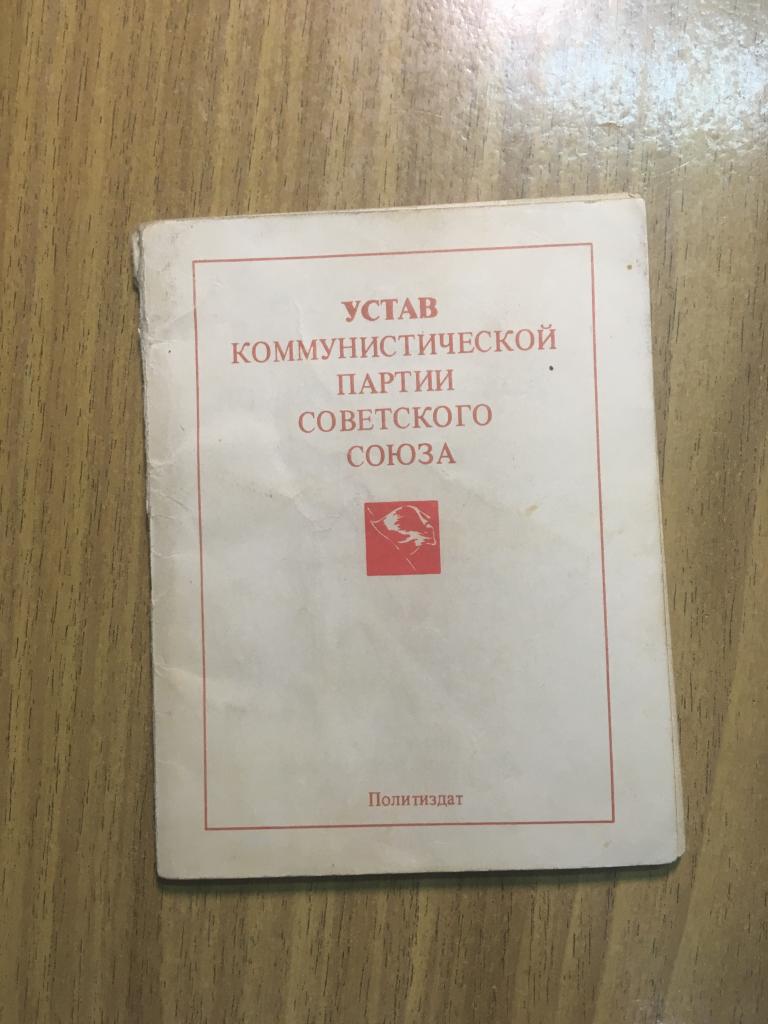 УСТАВ
КОММУНИСТИЧЕСКОЙ
ПАРТИИ
СОВЕТСКОГО
СОЮЗА
Политиздат